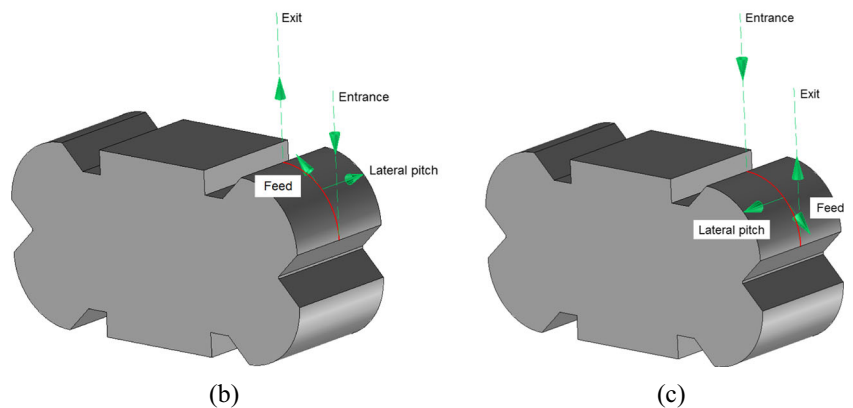 Exit
Entrance
Lateral pitch
Feed
(b)
Entrance
Exit
Feed
Lateral pitch
(c)